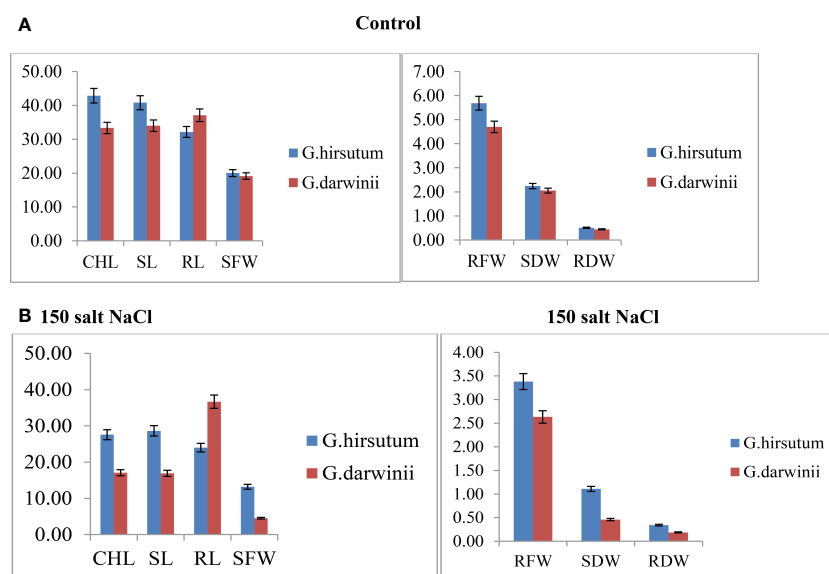 A
Control
50.00
40.00
30.00
20.00
10.00
0.00
CHL SL RL SFW
G.hirsutum
G.darwinii
7.00
6.00
5.00
4.00
3.00
2.00
1.00
0.00
RFW SDW RDW
G.hirsutum
G.darwinii
B 150 salt NaCl
150 salt NaCl
50.00
40.00
30.00
20.00
10.00
0.00
CHL SL RL SFW
G.hirsutum
G.darwinii
4.00
3.50
3.00
2.50
2.00
1.50
1.00
0.50
0.00
RFW SDW RDW
G.hirsutum
G.darwinii